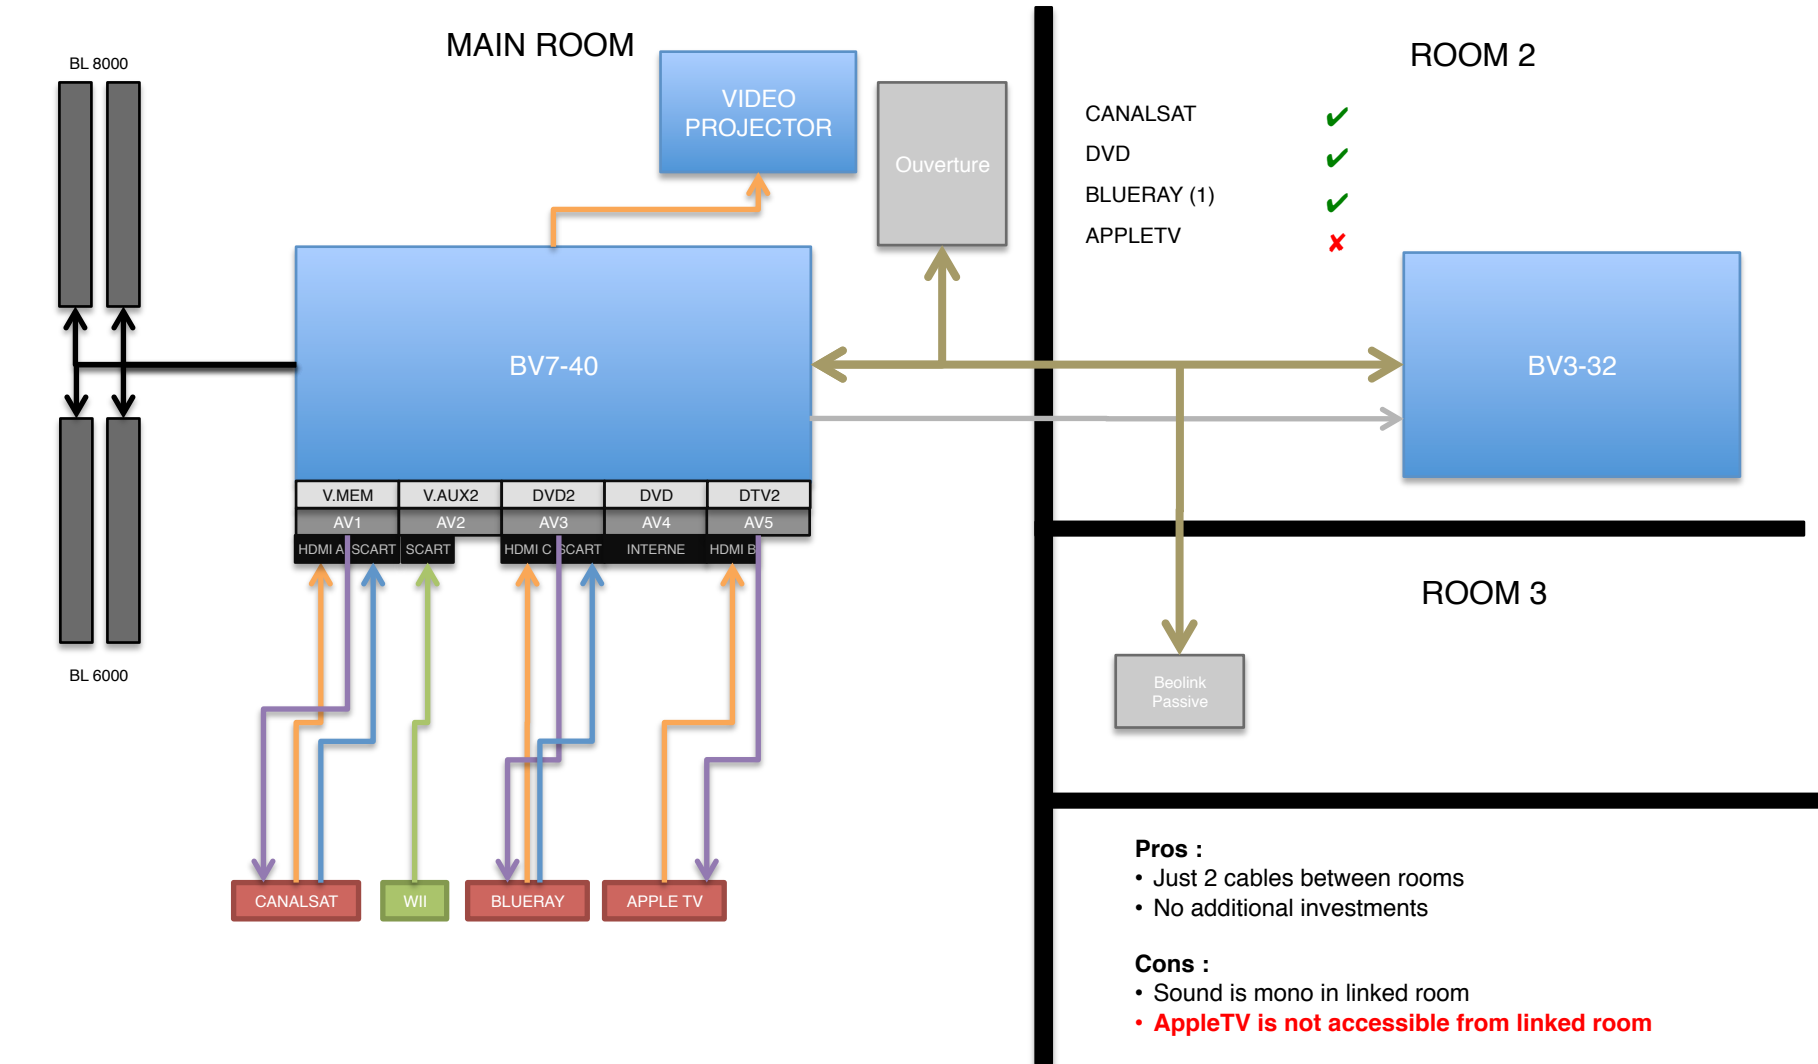 MAIN ROOM
BL 8000
VIDEO
PROJECTOR
Ouverture
BV7-40
V.MEM V.AUX2 DVD2 DVD DTV2
AV1 AV2 AV3 AV4 AV5
HDMI A SCART SCART HDMI C SCART INTERNE HDMI B
BL 6000
CANALSAT WII BLUERAY APPLE TV
ROOM 2
CANALSAT ✔
DVD ✔
BLUERAY (1) ✔
APPLETV ✘
BV3-32
ROOM 3
Beolink
Passive
Pros :
• Just 2 cables between rooms
• No additional investments
Cons :
• Sound is mono in linked room
• AppleTV is not accessible from linked room